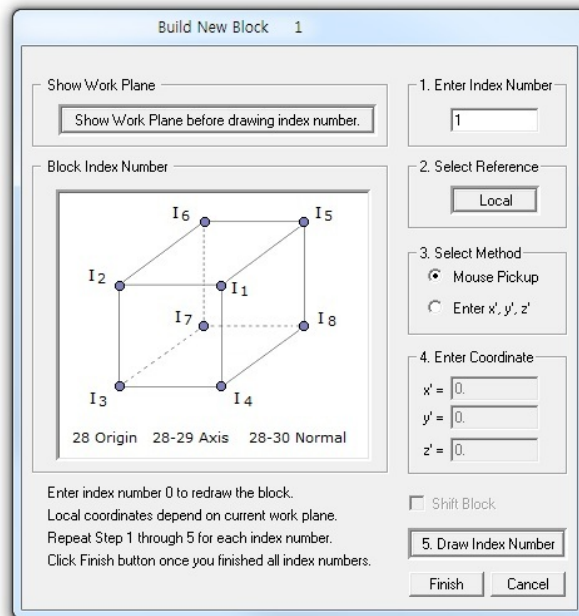 Build New Block 1
Show Work Plane
Show Work Plane before drawing index number.
Block Index Number
I6
I5
I2
I1
I7
I8
I3
I4
28 Origin 28-29 Axis 28-30 Normal
Enter index number 0 to redraw the block.
Local coordinates depend on current work plane.
Repeat Step 1 through 5 for each index number.
Click Finish button once you finished all index numbers.
1. Enter Index Number
1
2. Select Reference
Local
3. Select Method
Mouse Pickup
Enter x', y', z'
4. Enter Coordinate
x' = 0.
y' = 0.
z' = 0.
Shift Block
5. Draw Index Number
Finish Cancel